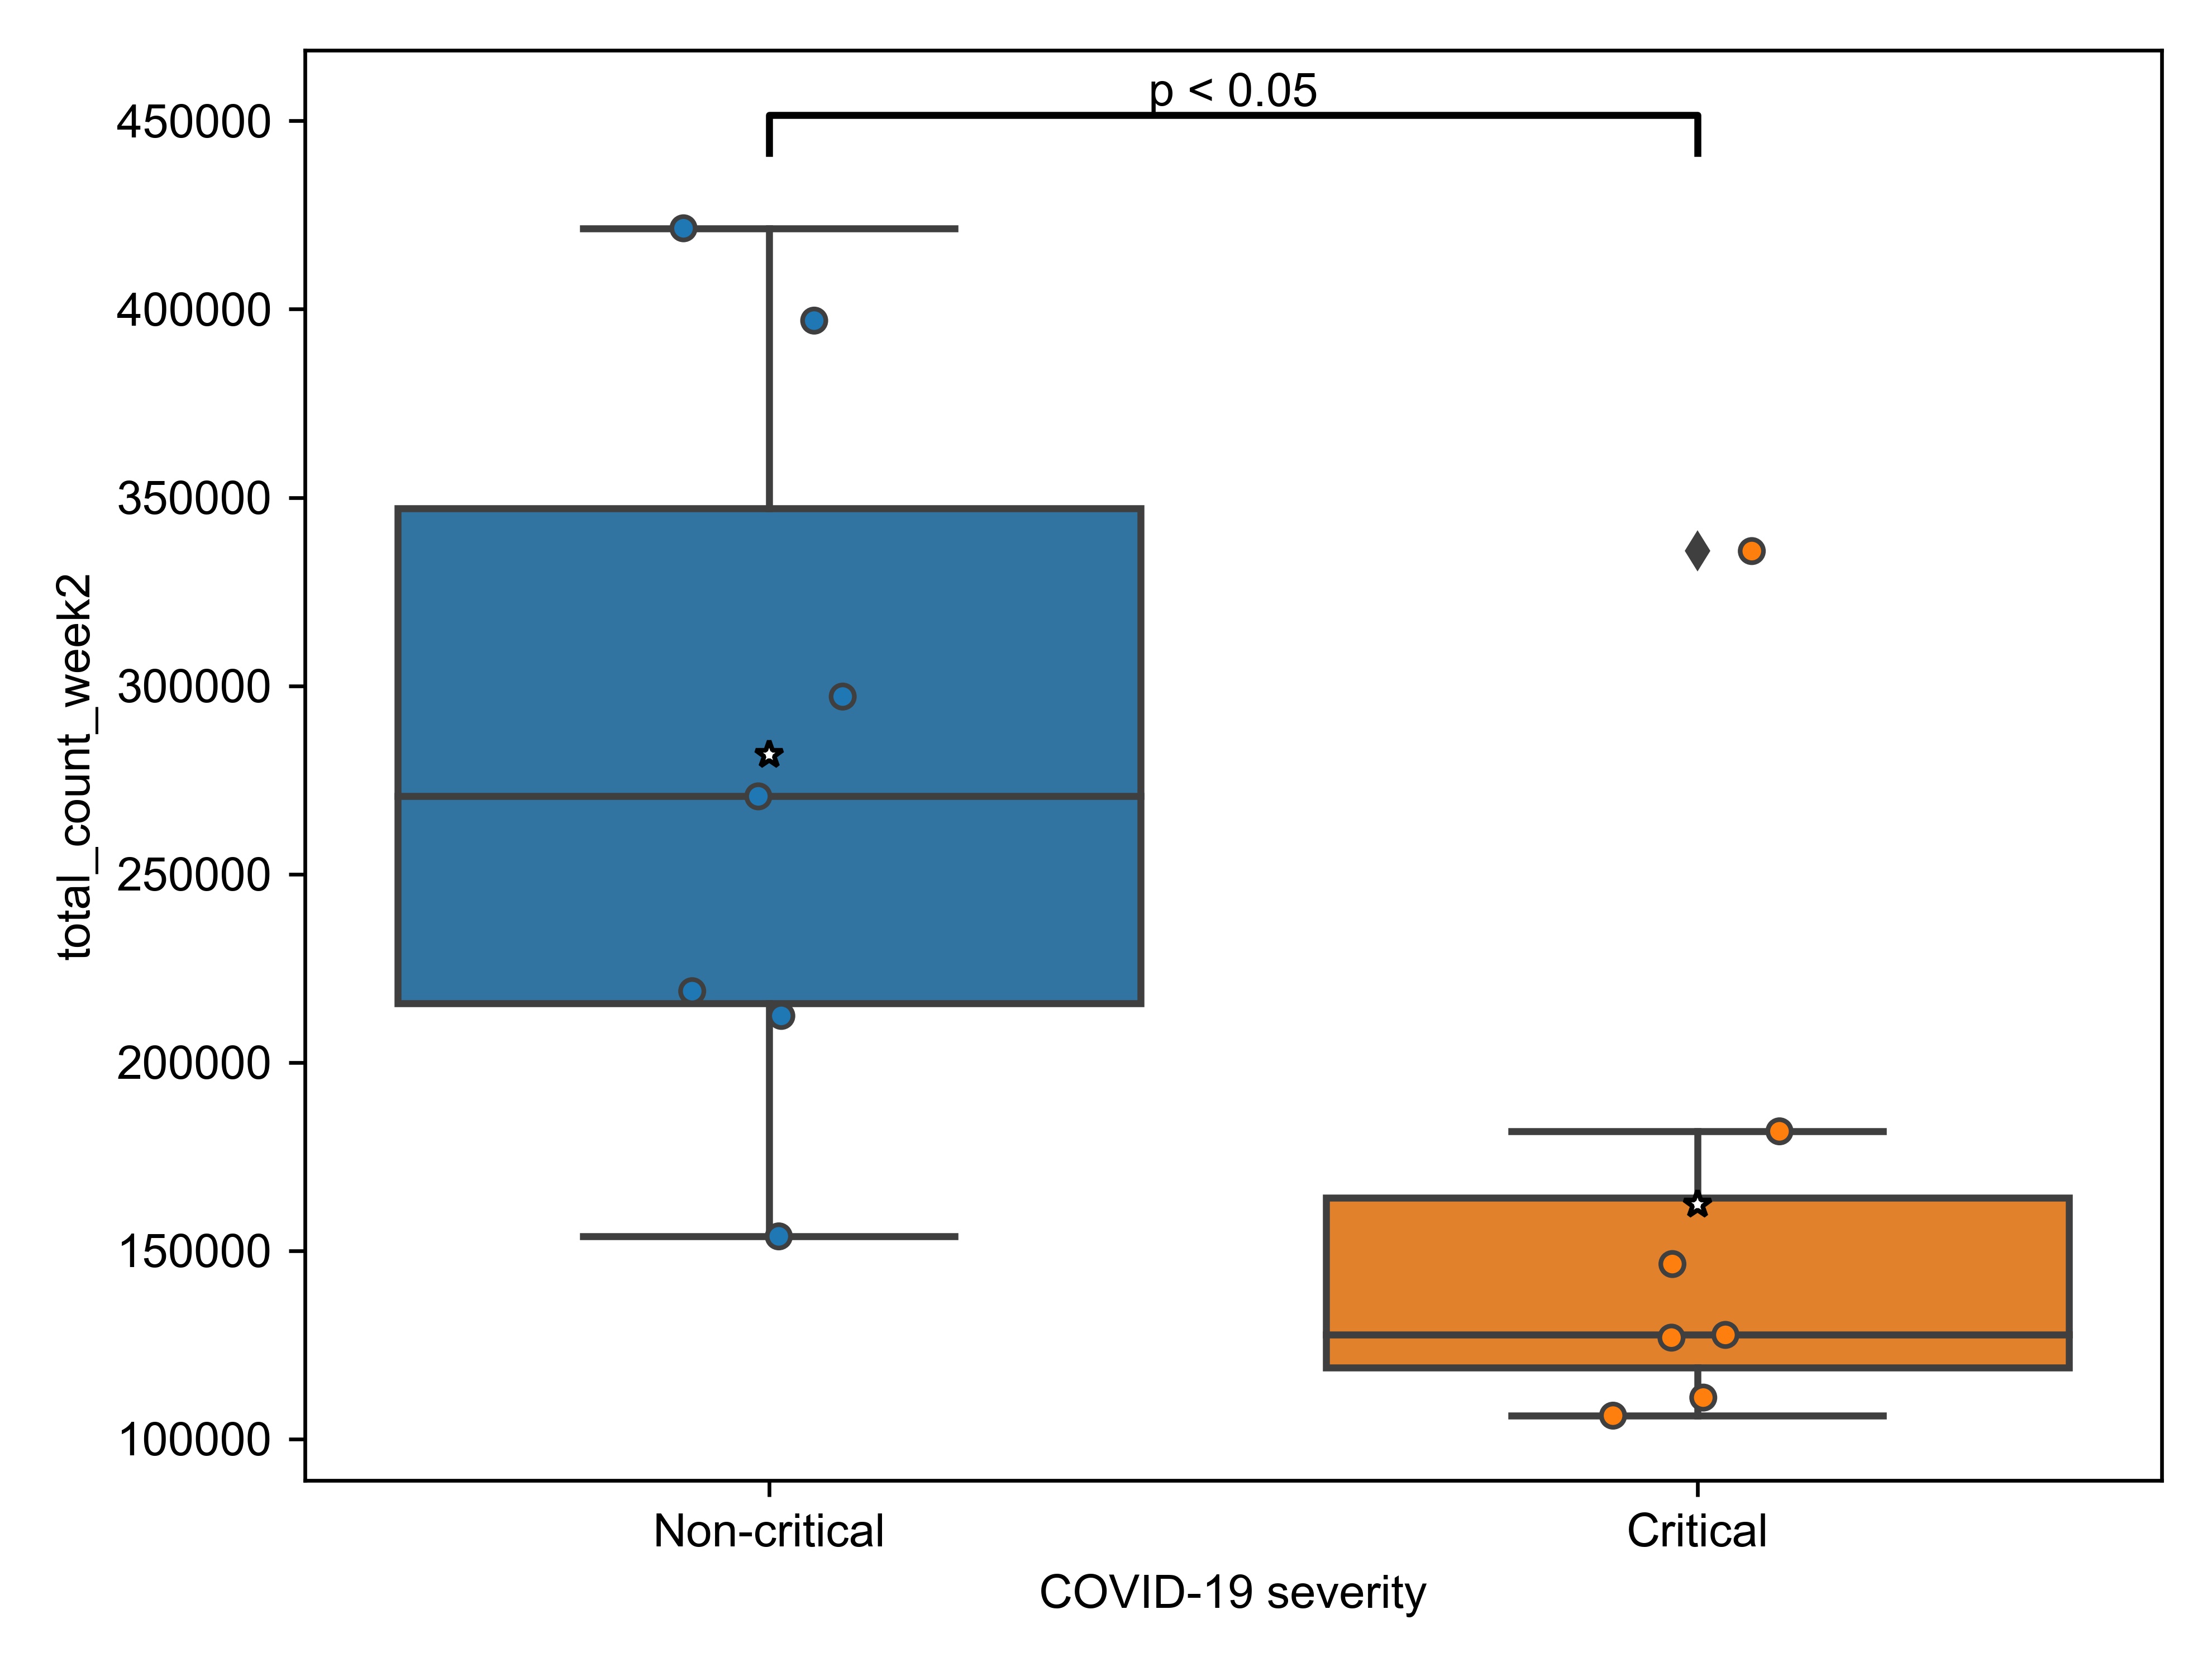 p < 0.05
450000
400000
350000
300000
250000
200000
150000
100000
total_count_week2
Non-critical
Critical
COVID-19 severity